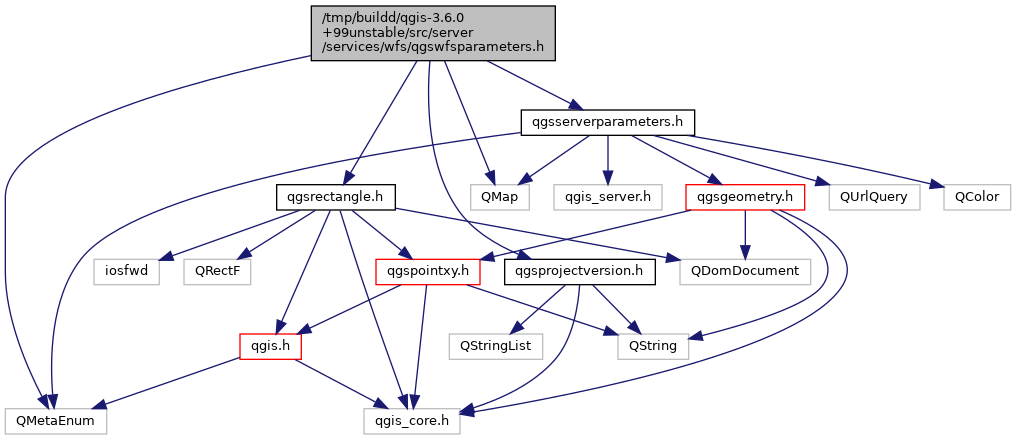 /tmp/buildd/qgis-3.6.0
+99unstable/src/server
/services/wfs/qgswfsparameters.h
qgsserverparameters.h
qgsrectangle.h
QMap
qgis_server.h
qgsgeometry.h
QUrlQuery
QColor
iosfwd
QRectF
qgspointxy.h
qgsprojectversion.h
QDomDocument
qgis.h
QStringList
QString
QMetaEnum
qgis_core.h